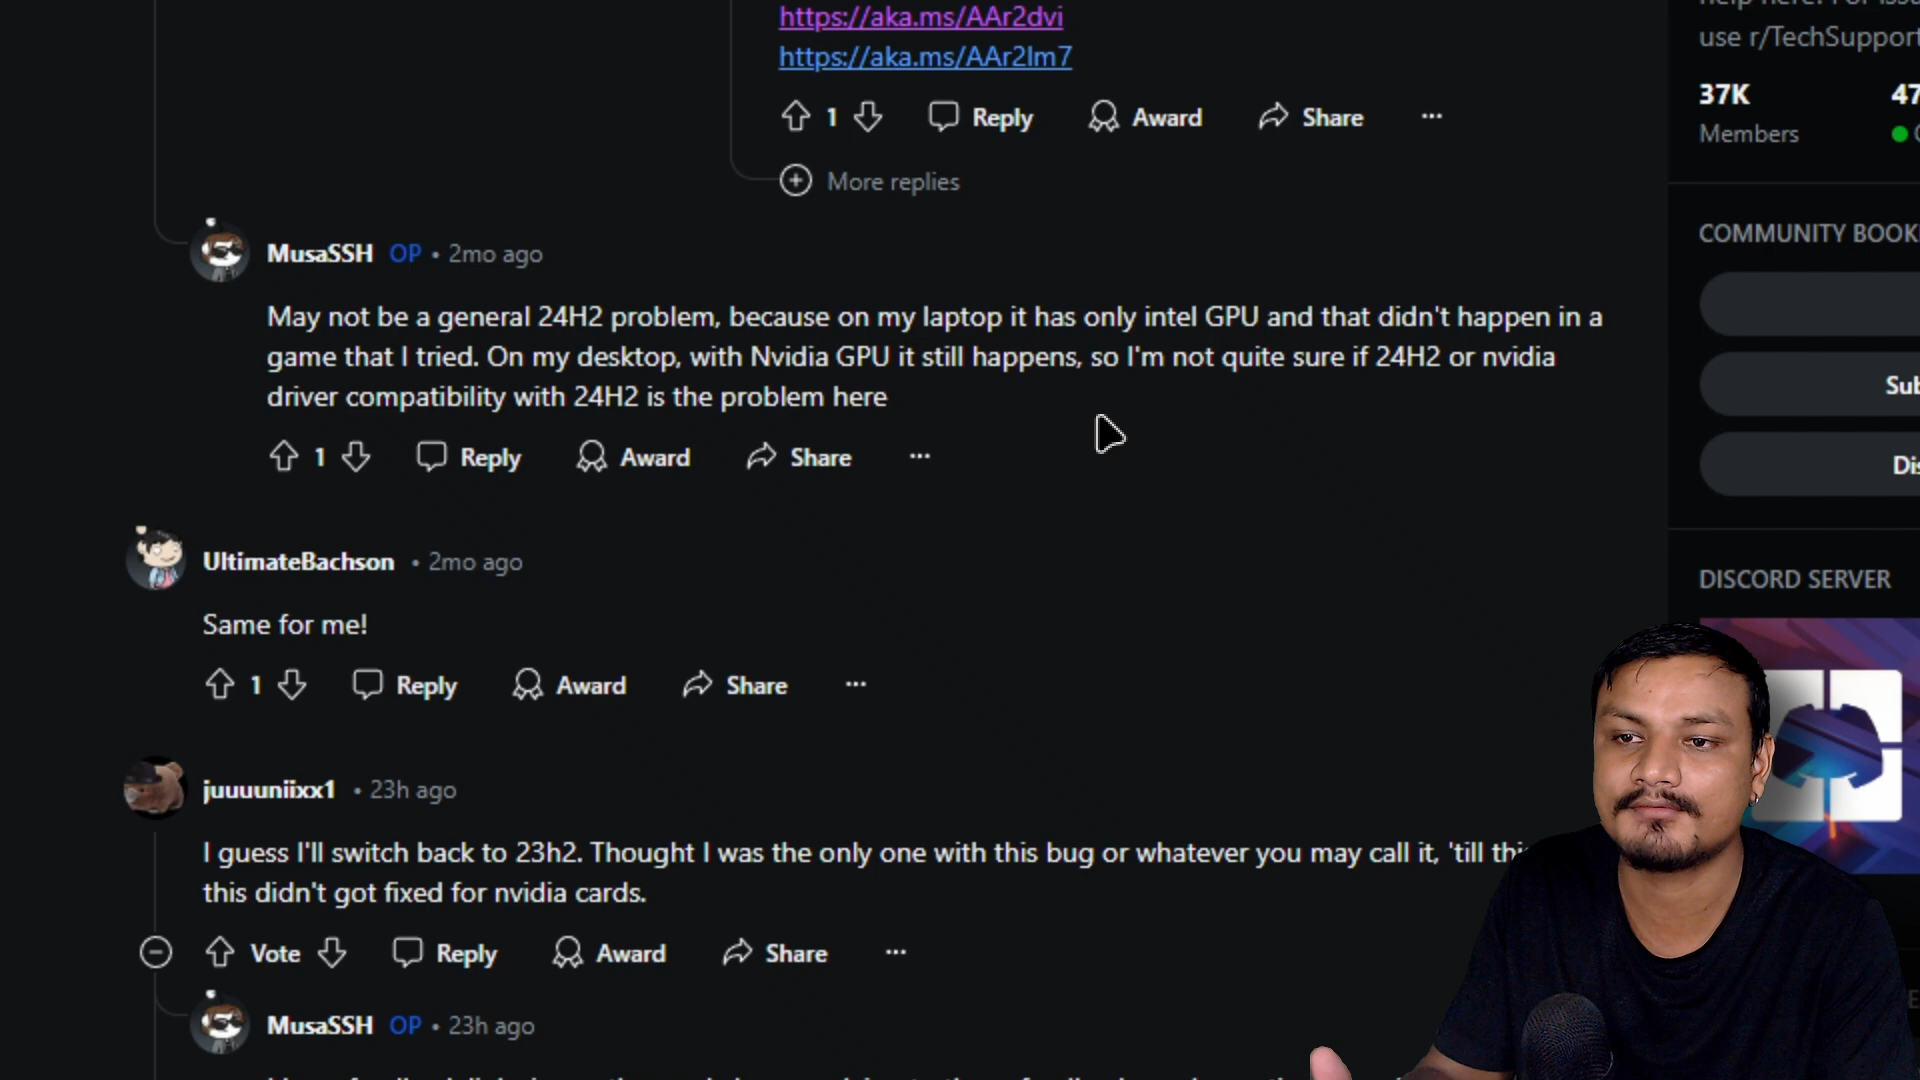 https://aka.ms/AAr2dvi
https://aka.ms/AAr2lm7
1 Reply Award Share ...
More replies
MusaSSH OP • 2mo ago
May not be a general 24H2 problem, because on my laptop it has only intel GPU and that didn't happen in a
game that I tried. On my desktop, with Nvidia GPU it still happens, so I'm not quite sure if 24H2 or nvidia
driver compatibility with 24H2 is the problem here
1 Reply Award Share ...
UltimateBachson • 2mo ago
Same for me!
1 Reply Award Share ...
juuuuniixx1 • 23h ago
I guess I'll switch back to 23h2. Thought I was the only one with this bug or whatever you may call it, 'till
this didn't got fixed for nvidia cards.
Vote Reply Award Share ...
MusaSSH OP • 23h ago
use r/TechSupport
37K
Members
47
COMMUNITY BOOK
Sub
Dis
DISCORD SERVER